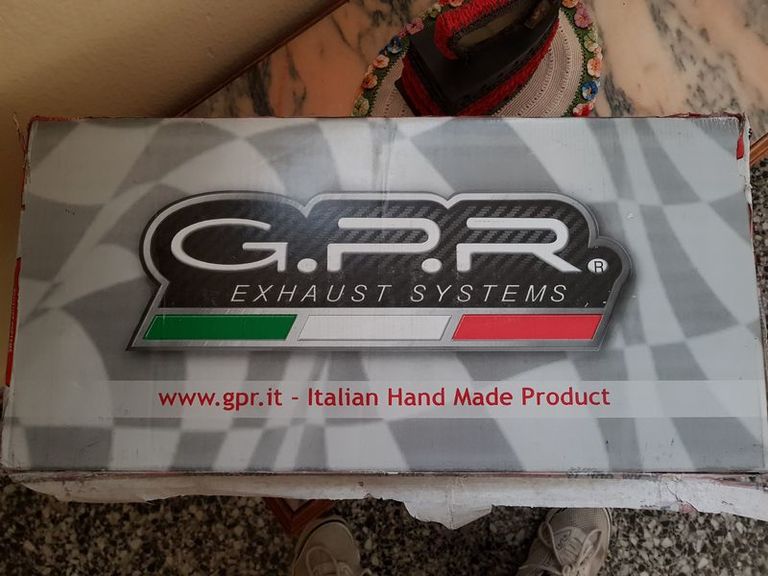 G.P.R.®
EXHAUST SYSTEMS
www.gpr.it - Italian Hand Made Product